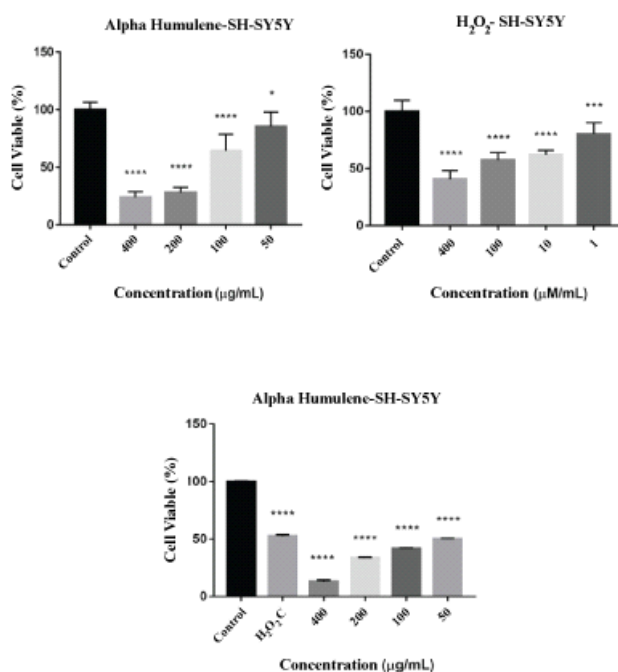 Alpha Humulene-SH-SY5Y
Cell Viable (%)
150
100
50
0
****
****
****
*
Control
400
200
100
50
Concentration (µg/mL)
H₂O₂- SH-SY5Y
Cell Viable (%)
150
100
50
0
****
****
****
***
Control
400
100
10
1
Concentration (µM/mL)
Alpha Humulene-SH-SY5Y
Cell Viable (%)
150
100
50
0
****
****
****
****
****
Control
H₂O₂C
400
200
100
50
Concentration (µg/mL)